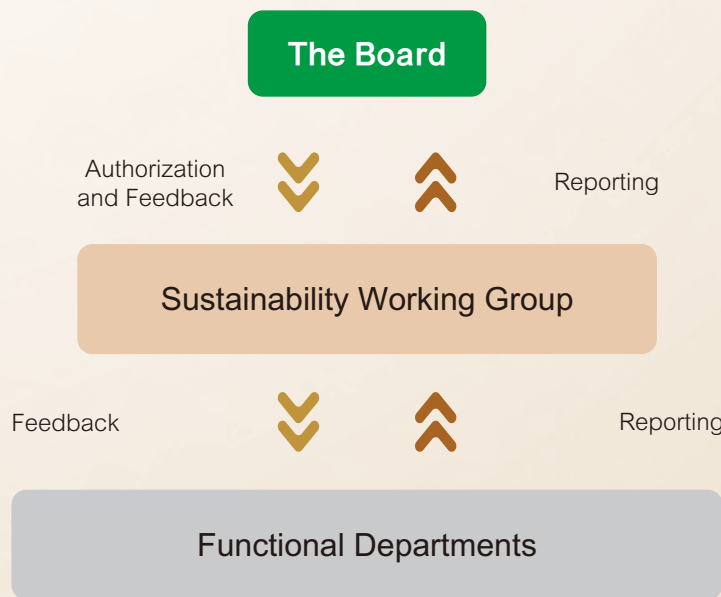 The Board
Authorization
and Feedback
Reporting
Sustainability Working Group
Feedback
Reporting
Functional Departments